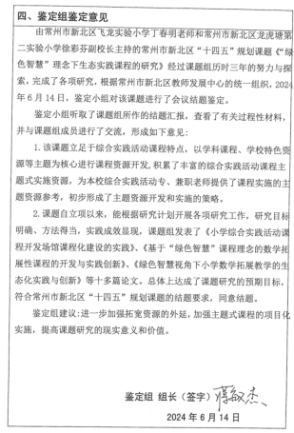 四、鉴定组鉴定意见
由常州市新北区飞龙实验小学丁春明老师和常州市新北区龙虎塘第
二实验小学徐彩芬副校长主持的常州市新北区“十四五”规划课题《“绿
色智慧”理念下生态实践课程的研究》经过课题组历时三年的努力与探
索，完成了各项研究，根据常州市新北区教师发展中心的统一组织，2024
年6月14日，鉴定小组对该课题进行了会议结题鉴定。
鉴定小组听取了课题组所作的结题汇报，查看了有关过程性材料，
并与课题组成员进行了交流，形成如下意见：
1.该课题立足于综合实践活动课程特点，以学科课程、学校特色资
源等主题为核心进行课程资源开发，积累了丰富的综合实践活动课程主
题式实施资源，为本校综合实践活动专、兼职老师提供了课程实施的主
题资源参考，初步形成了主题资源开发和实施的策略。
2.课题自立项以来，能根据研究计划开展各项研究工作，研究目标
明确、方法得当，实践成效显现，课题组发表了《小学综合实践活动课
程开发场馆课程化建设的实践》、《基于“绿色智慧”课程理念的数学拓
展性课程的开发与实践创新》、《绿色智慧视角下小学数学拓展教学的生
态化实践与创新》等十多篇论文。总体上达成了课题研究的预期目标，
符合常州市新北区“十四五”规划课题的结题要求，同意结题。
鉴定组建议：进一步加强拓宽资源的外延，加强主题式课程的项目化
实施，提高课题研究的现实意义和价值。
鉴定组 组长（签字）
2024年6月14日